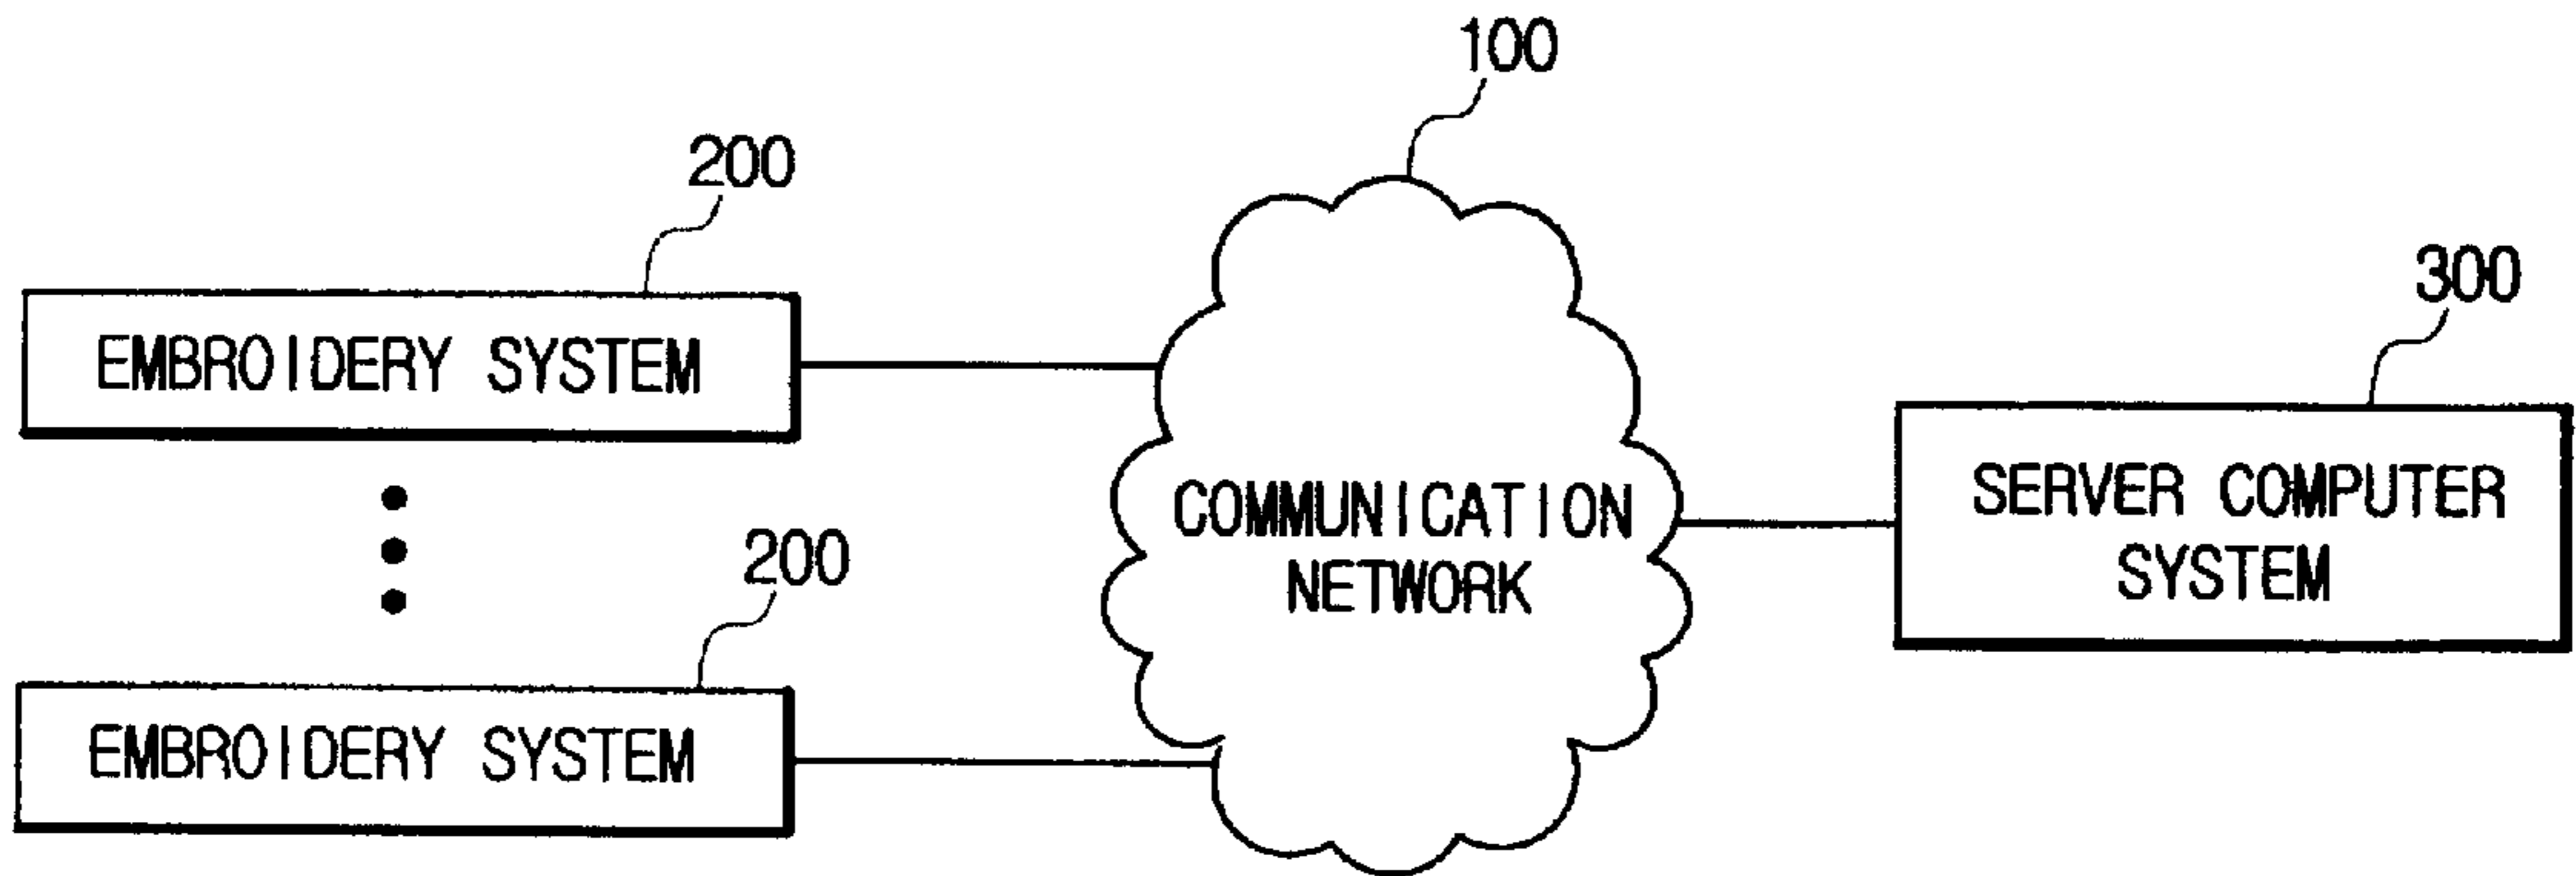 100
200
EMBROIDERY SYSTEM
300
COMMUNICATION
NETWORK
SERVER COMPUTER
SYSTEM
200
EMBROIDERY SYSTEM